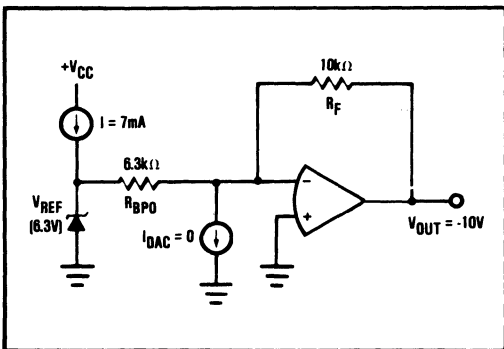 +VCC
I = 7mA
10kΩ
RF
6.3kΩ
RBPO
VREF
(6.3V)
IDAC = 0
−
+
VOUT = -10V